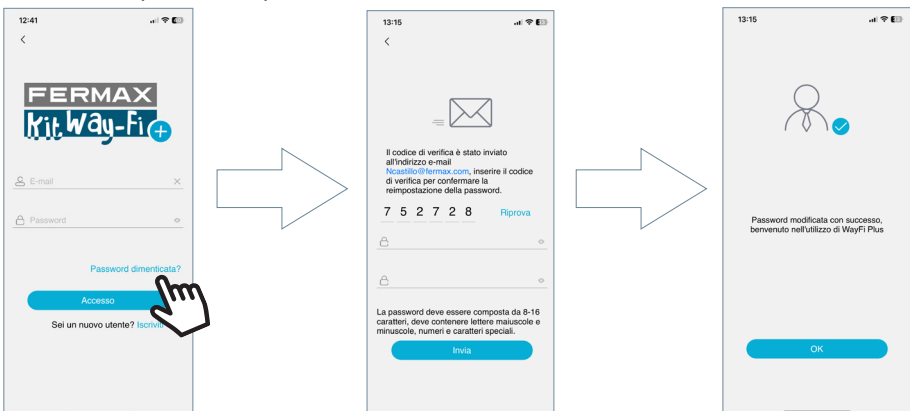 12:41
FERMAX
Kit Way-Fi
E-mail
Password
Password dimenticata?
Accesso
Sei un nuovo utente? Iscriviti
13:15
Il codice di verifica è stato inviato
all'indirizzo e-mail
Ncastillo@fermax.com, inserire il codice
di verifica per confermare la
reimpostazione della password.
7 5 2 7 2 8 Riprova
La password deve essere composta da 8-16
caratteri, deve contenere lettere maiuscole e
minuscole, numeri e caratteri speciali.
Invia
13:15
Password modificata con successo,
benvenuto nell'utilizzo di WayFi Plus
OK